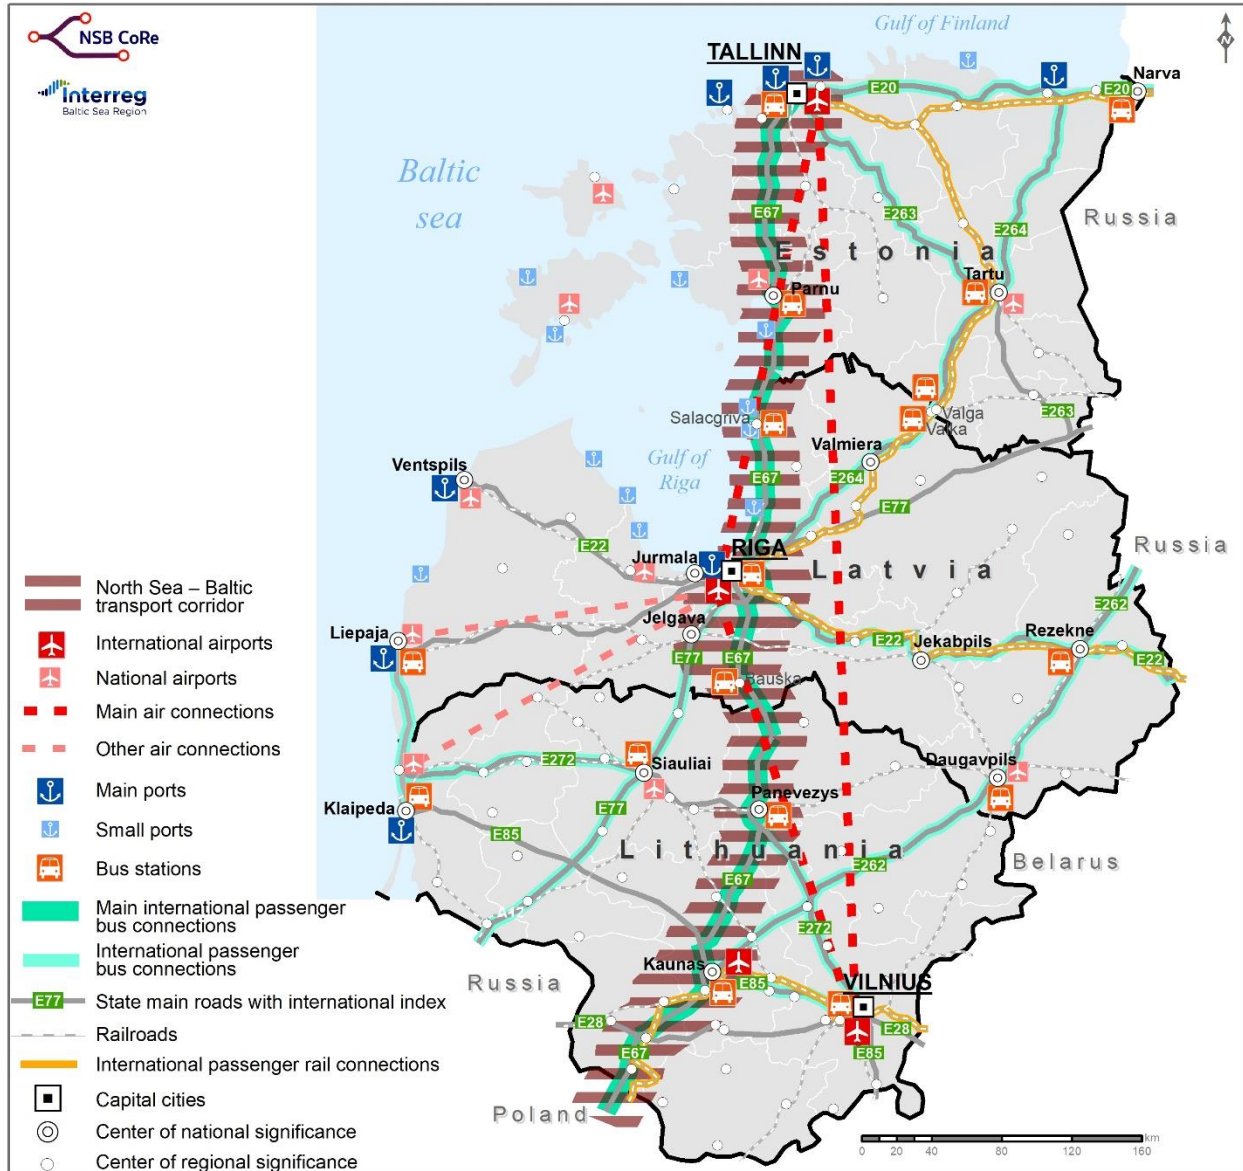 NSB CoRe
Interreg
Baltic Sea Region
Gulf of Finland
N
TALLINN
Narva
E20
E20
Baltic
sea
E67
E263
E264
Russia
Estonia
Tartu
Parnu
Salacgriva
Valga
Valka
E263
Valmiera
Ventspils
Gulf of
Riga
E67
E264
E77
E22
Jurmala
RIGA
Latvia
Russia
E262
Liepaja
Jelgava
E77
E67
E22
Jekabpils
Rezekne
E22
Bauska
E272
Siauliai
Daugavpils
Klaipeda
E77
Panevezys
E85
Lithuania
E262
Belarus
E67
A12
E272
Russia
Kaunas
E85
VILNIUS
E28
E28
E67
E85
Poland
0 20 40 80 120 160
km
North Sea – Baltic
transport corridor
International airports
National airports
Main air connections
Other air connections
Main ports
Small ports
Bus stations
Main international passenger
bus connections
International passenger
bus connections
E77 State main roads with international index
Railroads
International passenger rail connections
Capital cities
Center of national significance
Center of regional significance